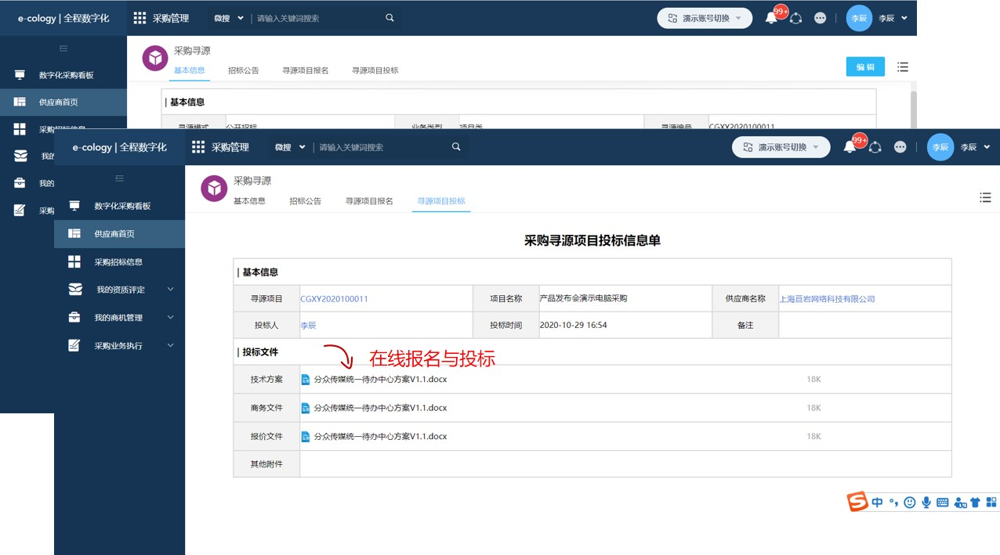 e-cology | 全程数字化 采购管理 微搜 请输入关键词搜索 演示账号切换 99+ 李辰 李辰
采购寻源
基本信息 招标公告 寻源项目报名 寻源项目投标 编 辑
数字化采购看板
供应商首页
基本信息
寻源模式 公开招标 业务类型 项目类 寻源编号 CGXY2020100011
采购招标信息
我的
我的
采购
e-cology | 全程数字化 采购管理 微搜 请输入关键词搜索 演示账号切换 99+ 李辰 李辰
采购寻源
基本信息 招标公告 寻源项目报名 寻源项目投标
数字化采购看板
供应商首页
采购招标信息
我的资质评定
我的商机管理
采购业务执行
采购寻源项目投标信息单
基本信息
寻源项目 CGXY2020100011 项目名称 产品发布会演示电脑采购 供应商名称 上海亘岩网络科技有限公司
投标人 李辰 投标时间 2020-10-29 16:54 备注
投标文件
在线报名与投标
技术方案 分众传媒统一待办中心方案V1.1.docx 18K
商务文件 分众传媒统一待办中心方案V1.1.docx 18K
报价文件 分众传媒统一待办中心方案V1.1.docx 18K
其他附件
S 中